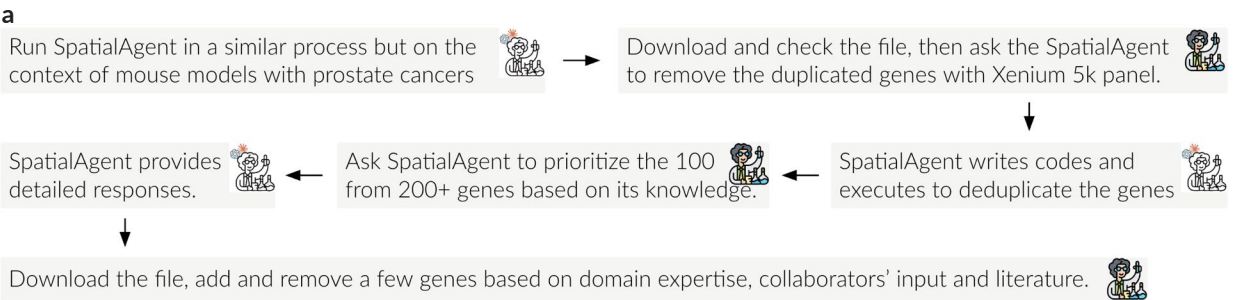 a
Run SpatialAgent in a similar process but on the
context of mouse models with prostate cancers
Download and check the file, then ask the SpatialAgent
to remove the duplicated genes with Xenium 5k panel.
SpatialAgent writes codes and
executes to deduplicate the genes
Ask SpatialAgent to prioritize the 100
from 200+ genes based on its knowledge.
SpatialAgent provides
detailed responses.
Download the file, add and remove a few genes based on domain expertise, collaborators’ input and literature.